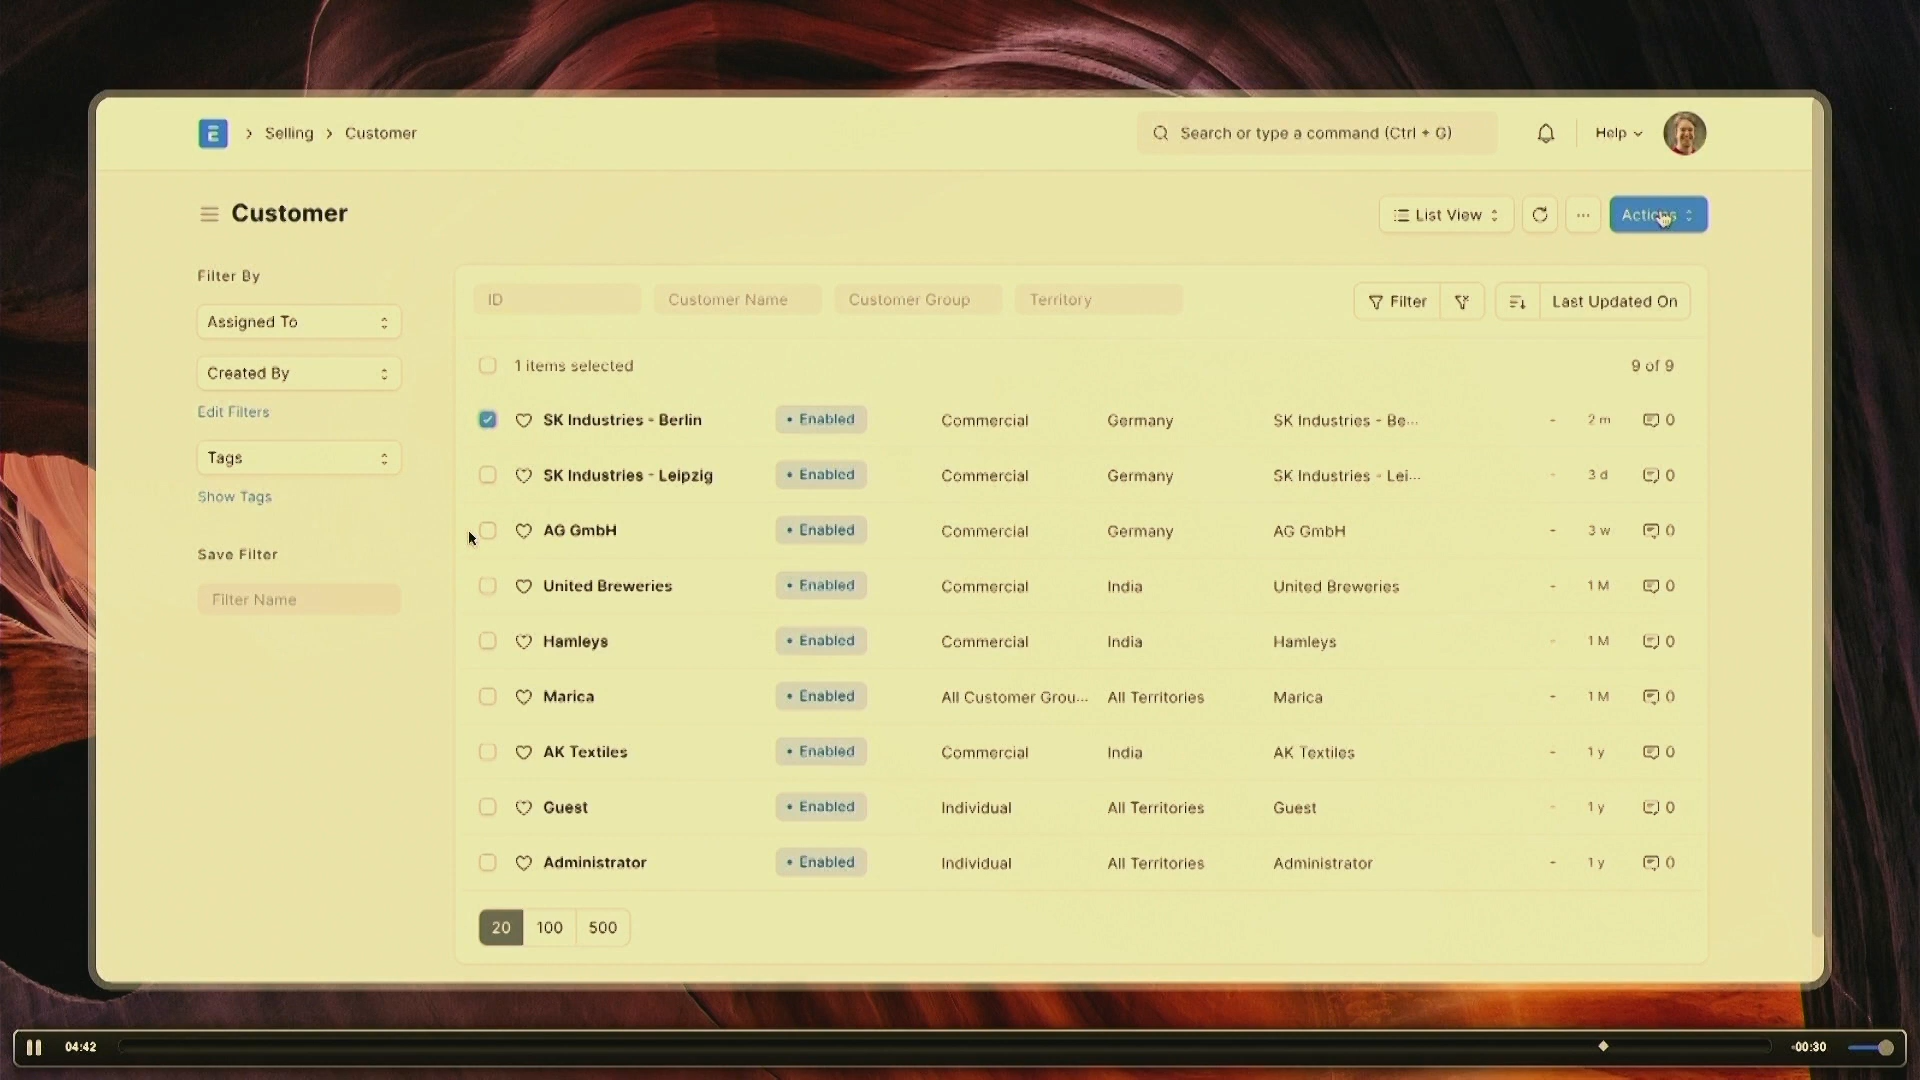 Selling > Customer
Search or type a command (Ctrl + G)
Help
Customer
List View
...
Actions
Filter By
Assigned To
Created By
Edit Filters
Tags
Show Tags
Save Filter
Filter Name
ID
Customer Name
Customer Group
Territory
Filter
Last Updated On
1 items selected
9 of 9
SK Industries - Berlin • Enabled Commercial Germany SK Industries - Be... - 2 m 0
SK Industries - Leipzig • Enabled Commercial Germany SK Industries - Lei... - 3 d 0
AG GmbH • Enabled Commercial Germany AG GmbH - 3 w 0
United Breweries • Enabled Commercial India United Breweries - 1 M 0
Hamleys • Enabled Commercial India Hamleys - 1 M 0
Marica • Enabled All Customer Grou... All Territories Marica - 1 M 0
AK Textiles • Enabled Commercial India AK Textiles - 1 y 0
Guest • Enabled Individual All Territories Guest - 1 y 0
Administrator • Enabled Individual All Territories Administrator - 1 y 0
20 100 500
04:42
-00:30